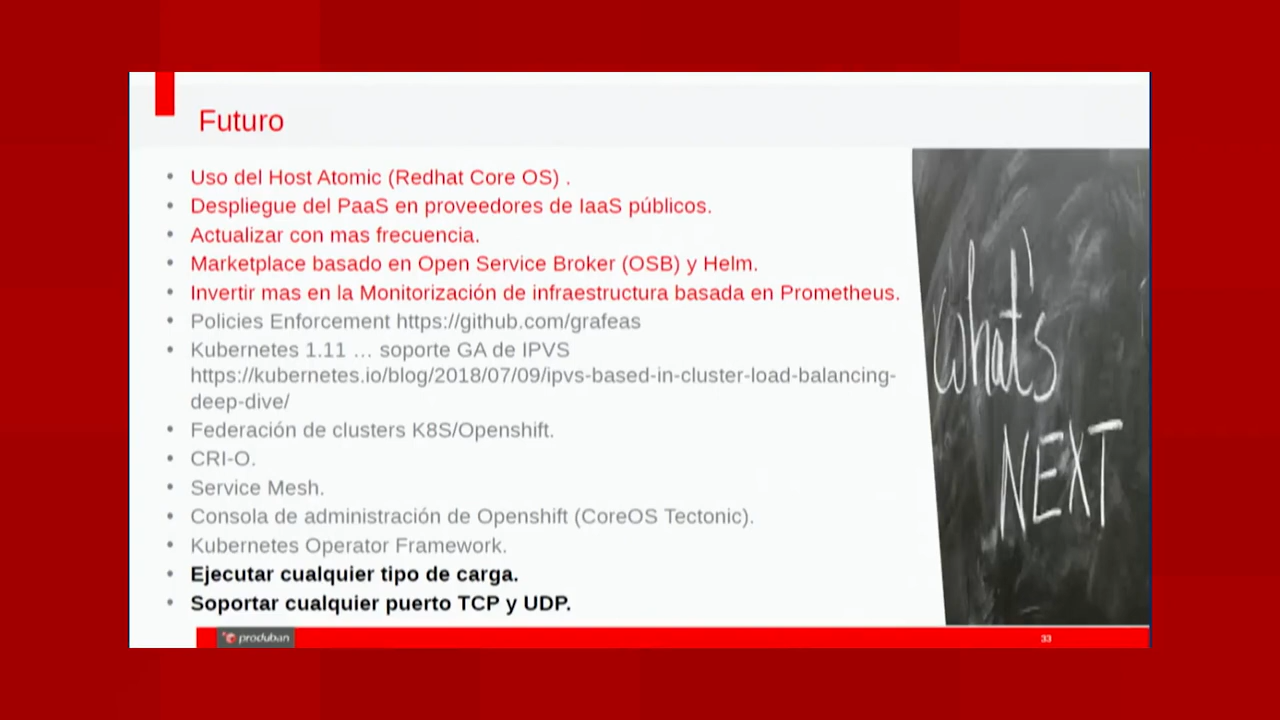 Futuro
• Uso del Host Atomic (Redhat Core OS) .
• Despliegue del PaaS en proveedores de IaaS públicos.
• Actualizar con mas frecuencia.
• Marketplace basado en Open Service Broker (OSB) y Helm.
• Invertir mas en la Monitorización de infraestructura basada en Prometheus.
• Policies Enforcement https://github.com/grafeas
• Kubernetes 1.11 … soporte GA de IPVS
https://kubernetes.io/blog/2018/07/09/ipvs-based-in-cluster-load-balancing-
deep-dive/
• Federación de clusters K8S/Openshift.
• CRI-O.
• Service Mesh.
• Consola de administración de Openshift (CoreOS Tectonic).
• Kubernetes Operator Framework.
• Ejecutar cualquier tipo de carga.
• Soportar cualquier puerto TCP y UDP.
What's
NEXT
produban
33